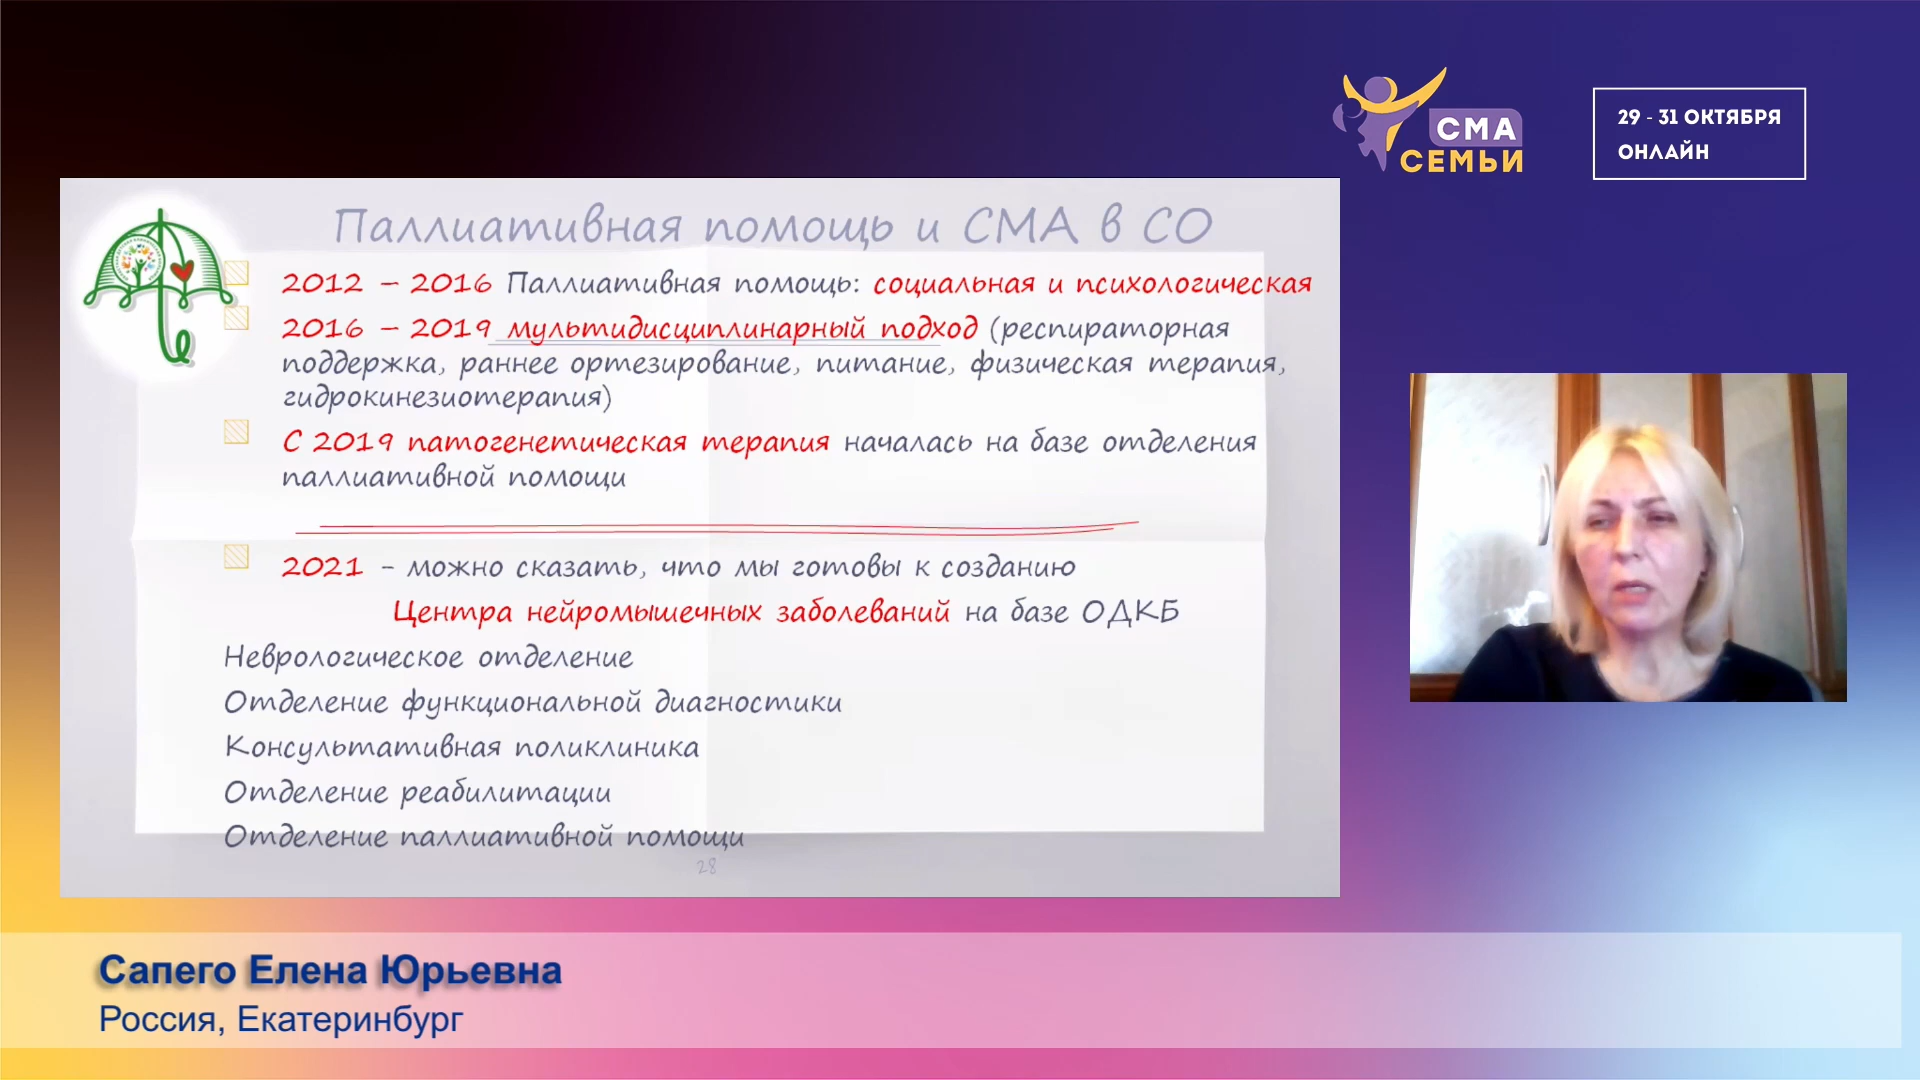 СМА
СЕМЬИ
29 - 31 ОКТЯБРЯ
ОНЛАЙН
Паллиативная помощь и СМА в СО
2012 – 2016 Паллиативная помощь: социальная и психологическая
2016 – 2019 мультидисциплинарный подход (респираторная
поддержка, раннее ортезирование, питание, физическая терапия,
гидрокинезиотерапия)
С 2019 патогенетическая терапия началась на базе отделения
паллиативной помощи
2021 - можно сказать, что мы готовы к созданию
Центра нейромышечных заболеваний на базе ОДКБ
Неврологическое отделение
Отделение функциональной диагностики
Консультативная поликлиника
Отделение реабилитации
Отделение паллиативной помощи
28
Сапего Елена Юрьевна
Россия, Екатеринбург